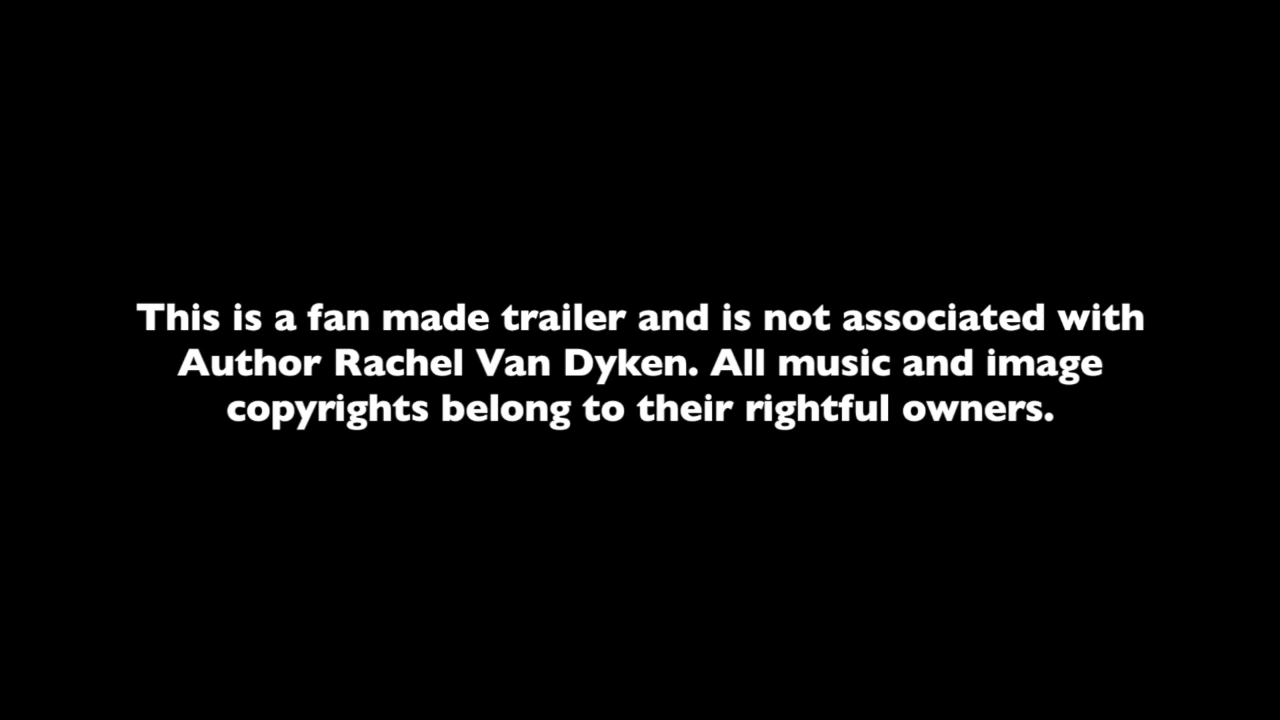 This is a fan made trailer and is not associated with
Author Rachel Van Dyken. All music and image
copyrights belong to their rightful owners.